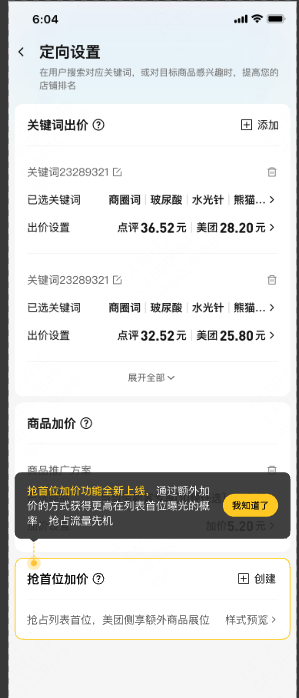 6:04
定向设置
在用户搜索对应关键词，或对目标商品感兴趣时，提高您的
店铺排名
关键词出价 ? 添加
关键词23289321
已选关键词 商圈词 玻尿酸 水光针 熊猫...
出价设置 点评36.52元 美团28.20元
关键词23289321
已选关键词 商圈词 玻尿酸 水光针 熊猫...
出价设置 点评32.52元 美团25.80元
展开全部
商品加价 ?
商品推广方案
抢首位加价功能全新上线，通过额外加
价的方式获得更高在列表首位曝光的概
率，抢占流量先机
我知道了
加价5.20元
抢首位加价 ? 创建
抢占列表首位，美团侧享额外商品展位 样式预览